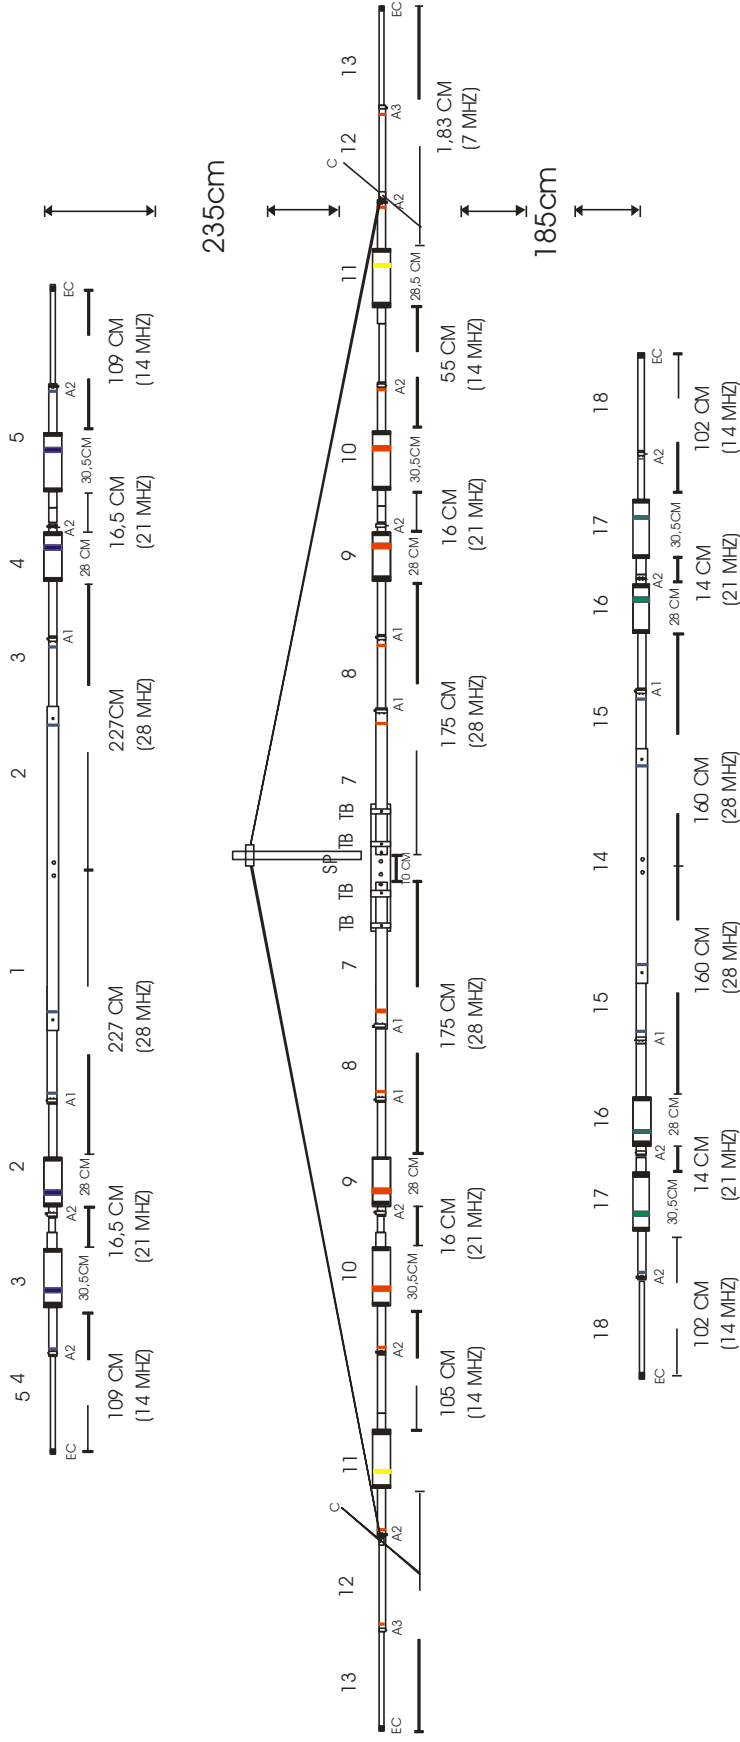 5 4 3 2 1 2 3 4 5
EC A2 30,5CM A2 28 CM A1 A1 28 CM A2 30,5CM A2 EC
109 CM 16,5 CM 227 CM 227CM 16,5 CM 109 CM
(14 MHZ) (21 MHZ) (28 MHZ) (28 MHZ) (21 MHZ) (14 MHZ)
235cm
C SP C
13 12 11 10 9 8 7 TB TB TB TB 7 8 9 10 11 12 13
EC A3 A2 A2 30,5CM A2 28 CM A1 A1 10 CM A1 A1 28 CM A2 30,5CM A2 28,5 CM A2 A3 EC
105 CM 16 CM 175 CM 175 CM 16 CM 55 CM 1,83 CM
(14 MHZ) (21 MHZ) (28 MHZ) (28 MHZ) (21 MHZ) (14 MHZ) (7 MHZ)
185cm
18 17 16 15 14 15 16 17 18
EC A2 30,5CM A2 28 CM A1 A1 28 CM A2 30,5CM A2 EC
102 CM 14 CM 160 CM 160 CM 14 CM 102 CM
(14 MHZ) (21 MHZ) (28 MHZ) (28 MHZ) (21 MHZ) (14 MHZ)